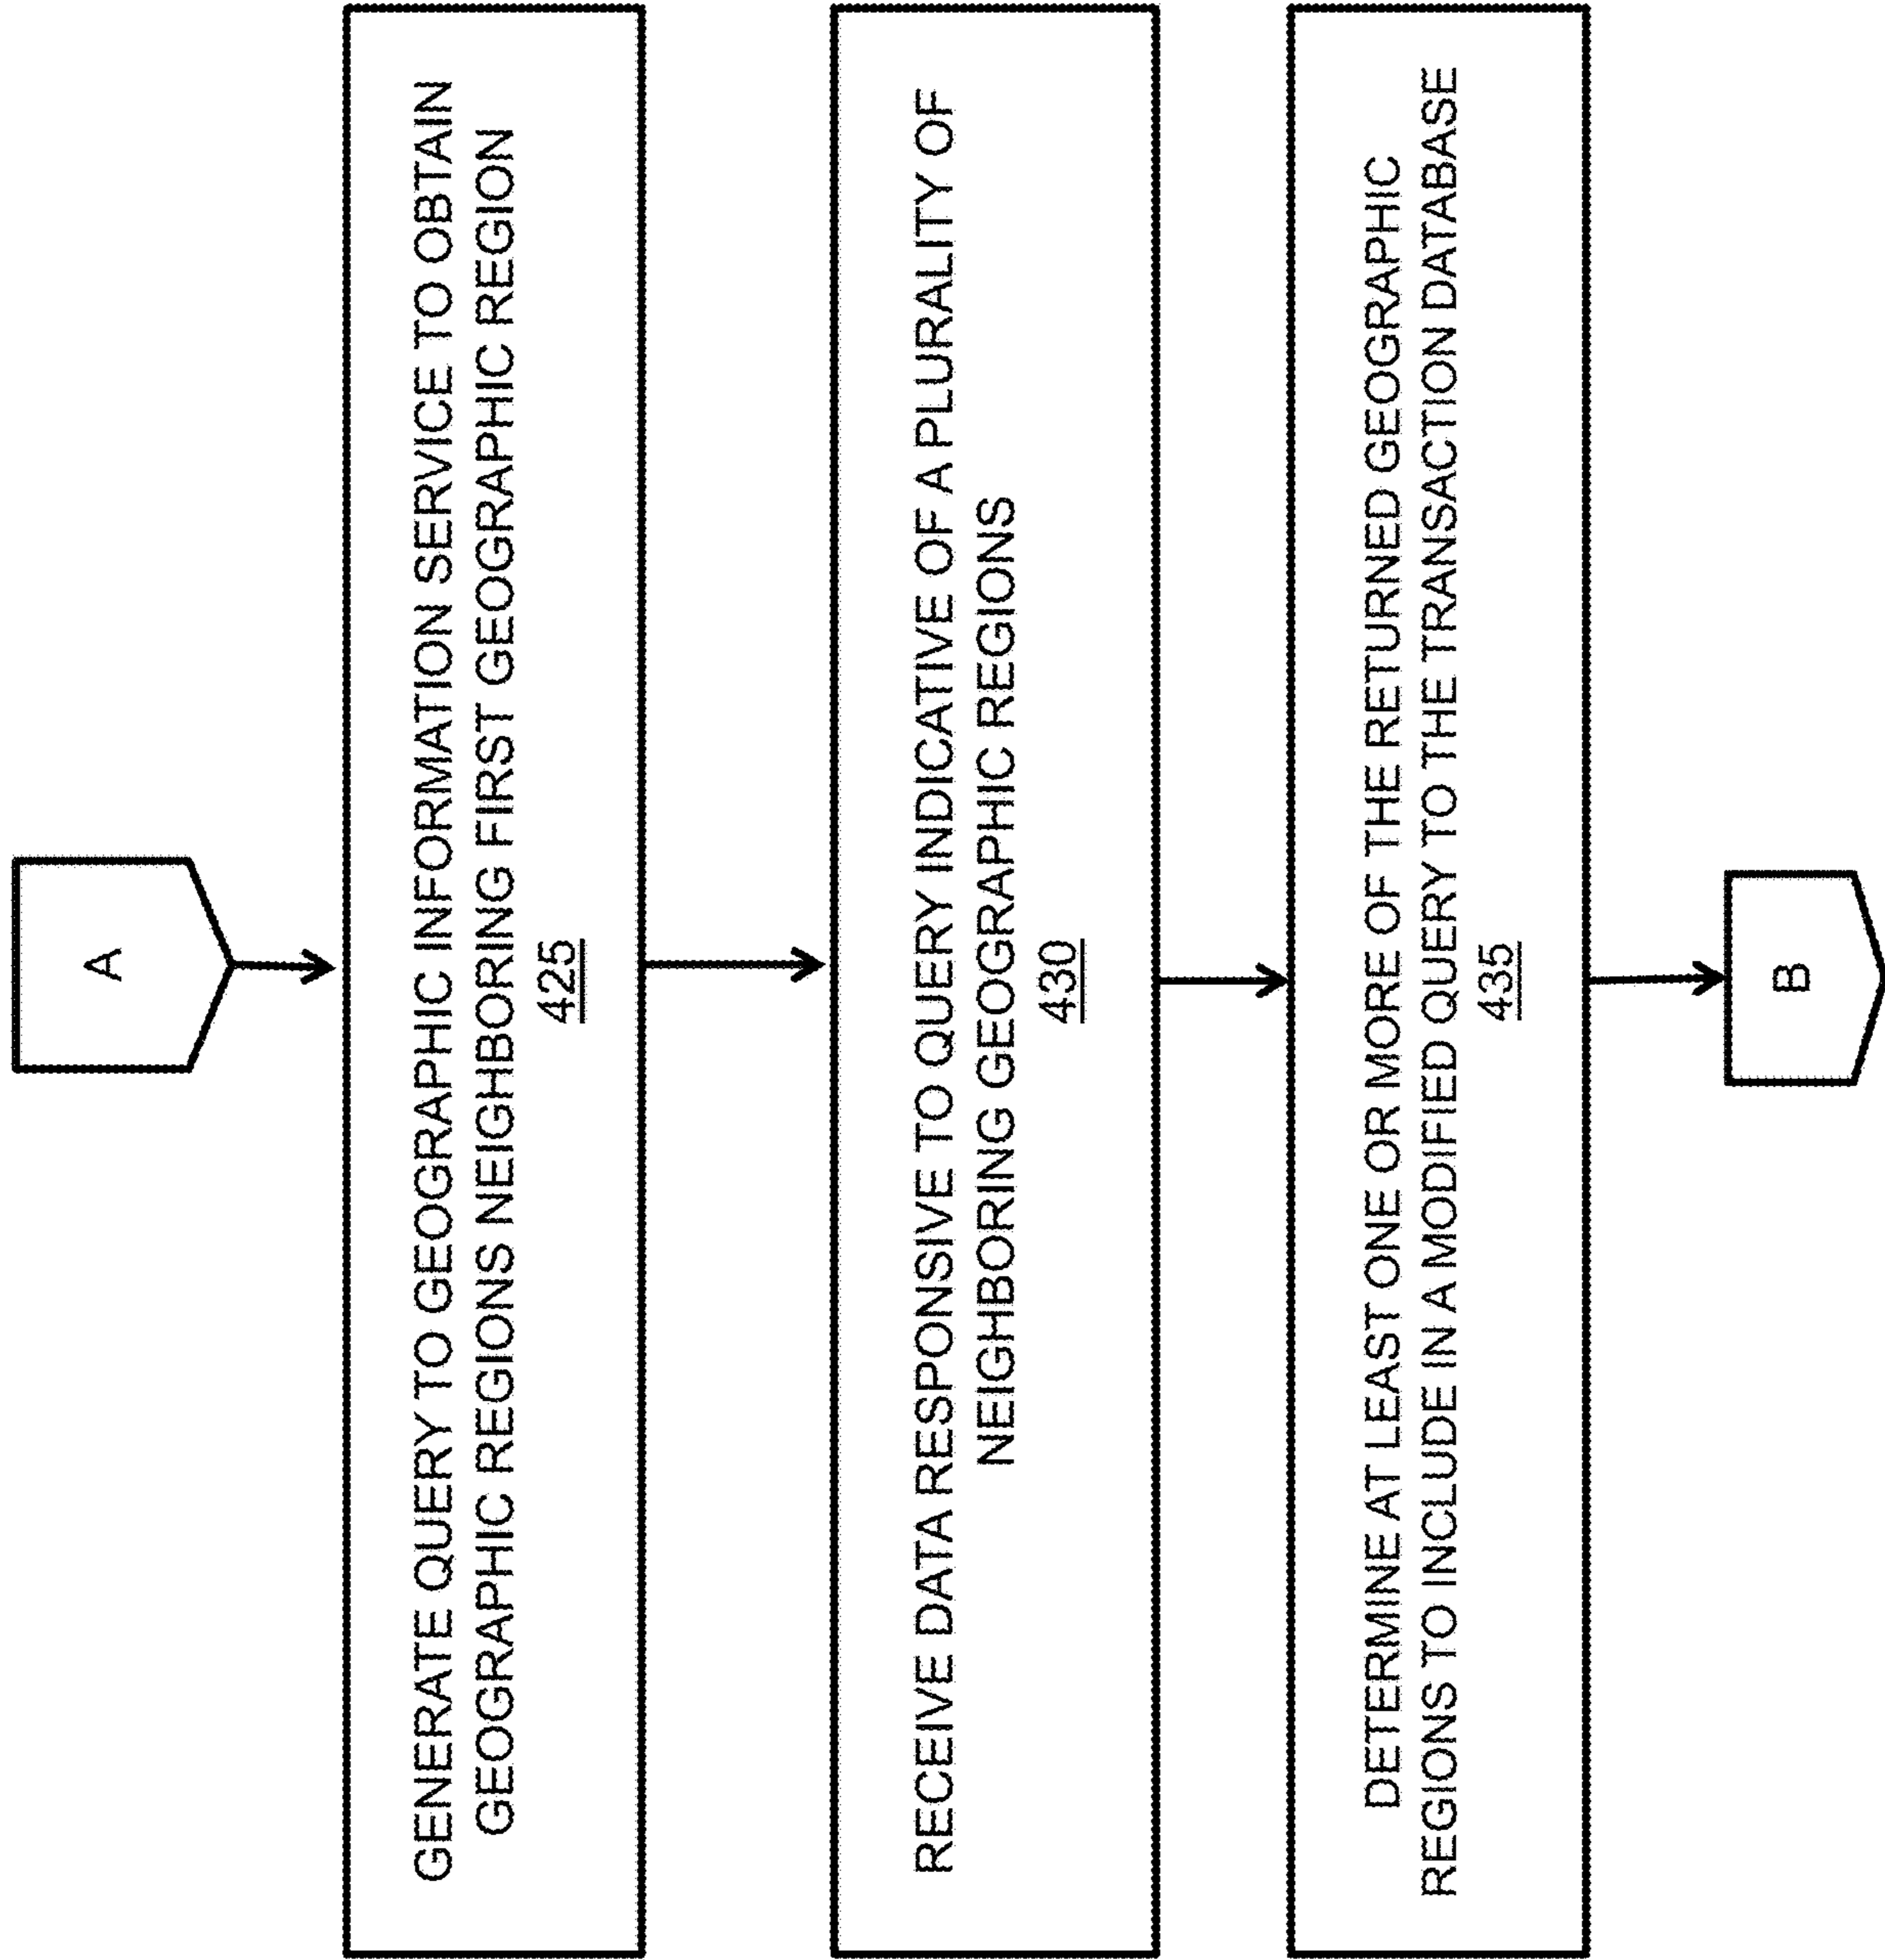 A
GENERATE QUERY TO GEOGRAPHIC INFORMATION SERVICE TO OBTAIN
GEOGRAPHIC REGIONS NEIGHBORING FIRST GEOGRAPHIC REGION
425
RECEIVE DATA RESPONSIVE TO QUERY INDICATIVE OF A PLURALITY OF
NEIGHBORING GEOGRAPHIC REGIONS
430
DETERMINE AT LEAST ONE OR MORE OF THE RETURNED GEOGRAPHIC
REGIONS TO INCLUDE IN A MODIFIED QUERY TO THE TRANSACTION DATABASE
435
B